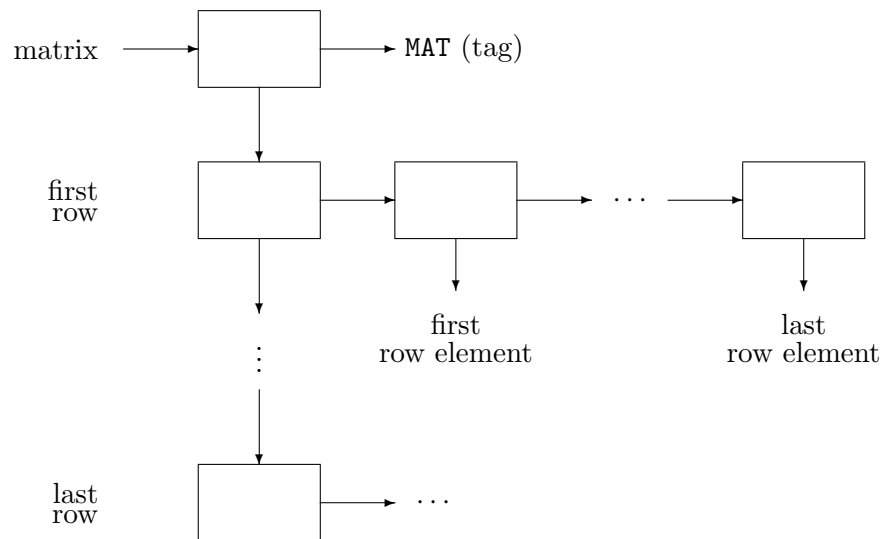 matrix
MAT (tag)
first
row
· · ·
first
row element
last
row element
⋮
last
row
· · ·